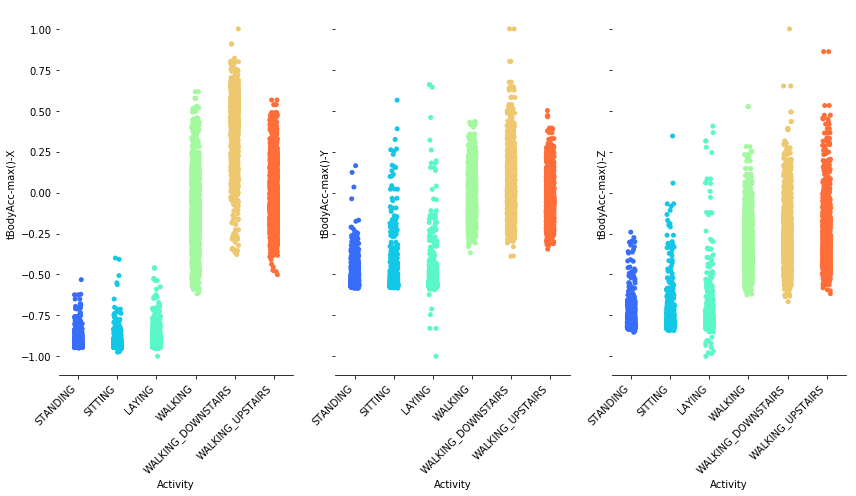 tBodyAcc-max()-X
1.00
0.75
0.50
0.25
0.00
−0.25
−0.50
−0.75
−1.00
STANDING
SITTING
LAYING
WALKING
WALKING_DOWNSTAIRS
WALKING_UPSTAIRS
Activity
tBodyAcc-max()-Y
STANDING
SITTING
LAYING
WALKING
WALKING_DOWNSTAIRS
WALKING_UPSTAIRS
Activity
tBodyAcc-max()-Z
STANDING
SITTING
LAYING
WALKING
WALKING_DOWNSTAIRS
WALKING_UPSTAIRS
Activity